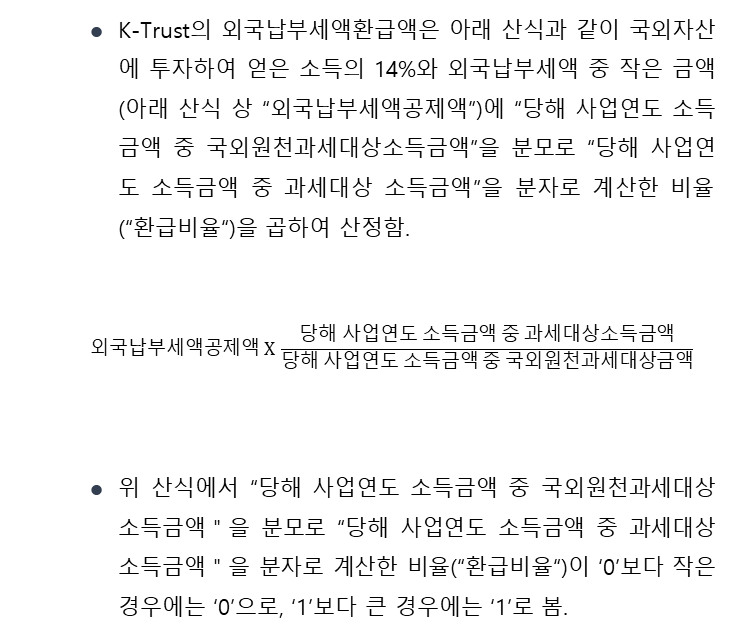 ● K-Trust의 외국납부세액환급액은 아래 산식과 같이 국외자산
에 투자하여 얻은 소득의 14%와 외국납부세액 중 작은 금액
(아래 산식 상 “외국납부세액공제액”)에 “당해 사업연도 소득
금액 중 국외원천과세대상소득금액”을 분모로 “당해 사업연
도 소득금액 중 과세대상 소득금액”을 분자로 계산한 비율
(“환급비율“)을 곱하여 산정함.
당해 사업연도 소득금액 중 과세대상소득금액
외국납부세액공제액 X
당해 사업연도 소득금액 중 국외원천과세대상금액
● 위 산식에서 “당해 사업연도 소득금액 중 국외원천과세대상
소득금액 " 을 분모로 “당해 사업연도 소득금액 중 과세대상
소득금액 " 을 분자로 계산한 비율(“환급비율“)이 ‘0’보다 작은
경우에는 ‘0’으로, ‘1’보다 큰 경우에는 ‘1’로 봄.